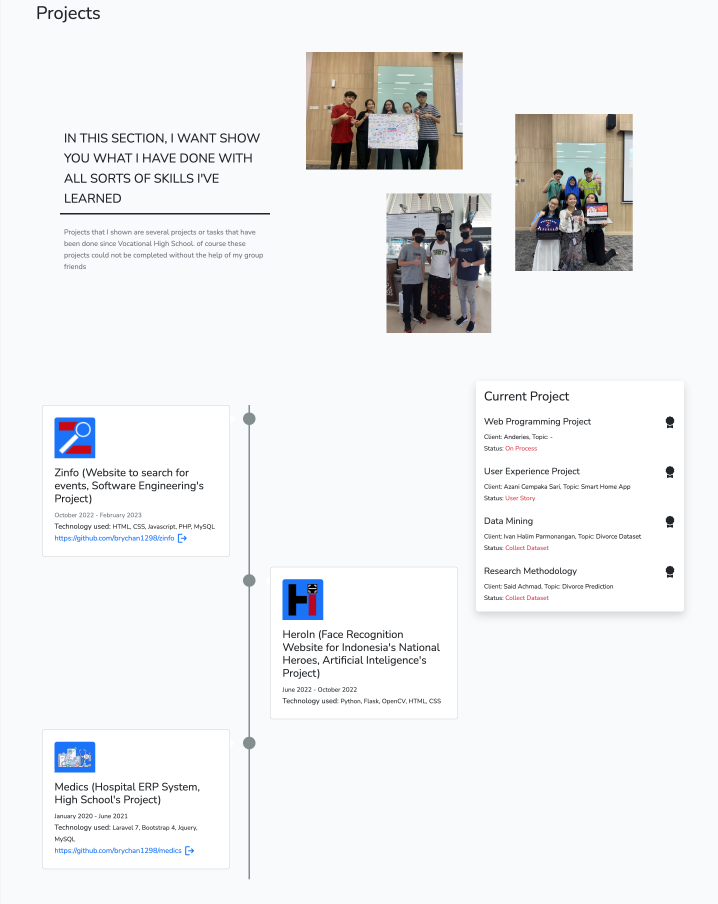 Projects
IN THIS SECTION, I WANT SHOW
YOU WHAT I HAVE DONE WITH
ALL SORTS OF SKILLS I'VE
LEARNED
Projects that I shown are several projects or tasks that have
been done since Vocational High School. of course these
projects could not be completed without the help of my group
friends
Zinfo (Website to search for
events, Software Engineering's
Project)
October 2022 - February 2023
Technology used: HTML, CSS, Javascript, PHP, MySQL
https://github.com/brychan1298/zinfo
HeroIn (Face Recognition
Website for Indonesia's National
Heroes, Artificial Inteligence's
Project)
June 2022 - October 2022
Technology used: Python, Flask, OpenCV, HTML, CSS
Medics (Hospital ERP System,
High School's Project)
January 2020 - June 2021
Technology used: Laravel 7, Bootstrap 4, Jquery,
MySQL
https://github.com/brychan1298/medics
Current Project
Web Programming Project
Client: Anderies, Topic: -
Status: On Process
User Experience Project
Client: Azani Cempaka Sari, Topic: Smart Home App
Status: User Story
Data Mining
Client: Ivan Halim Parmonangan, Topic: Divorce Dataset
Status: Collect Dataset
Research Methodology
Client: Said Achmad, Topic: Divorce Prediction
Status: Collect Dataset